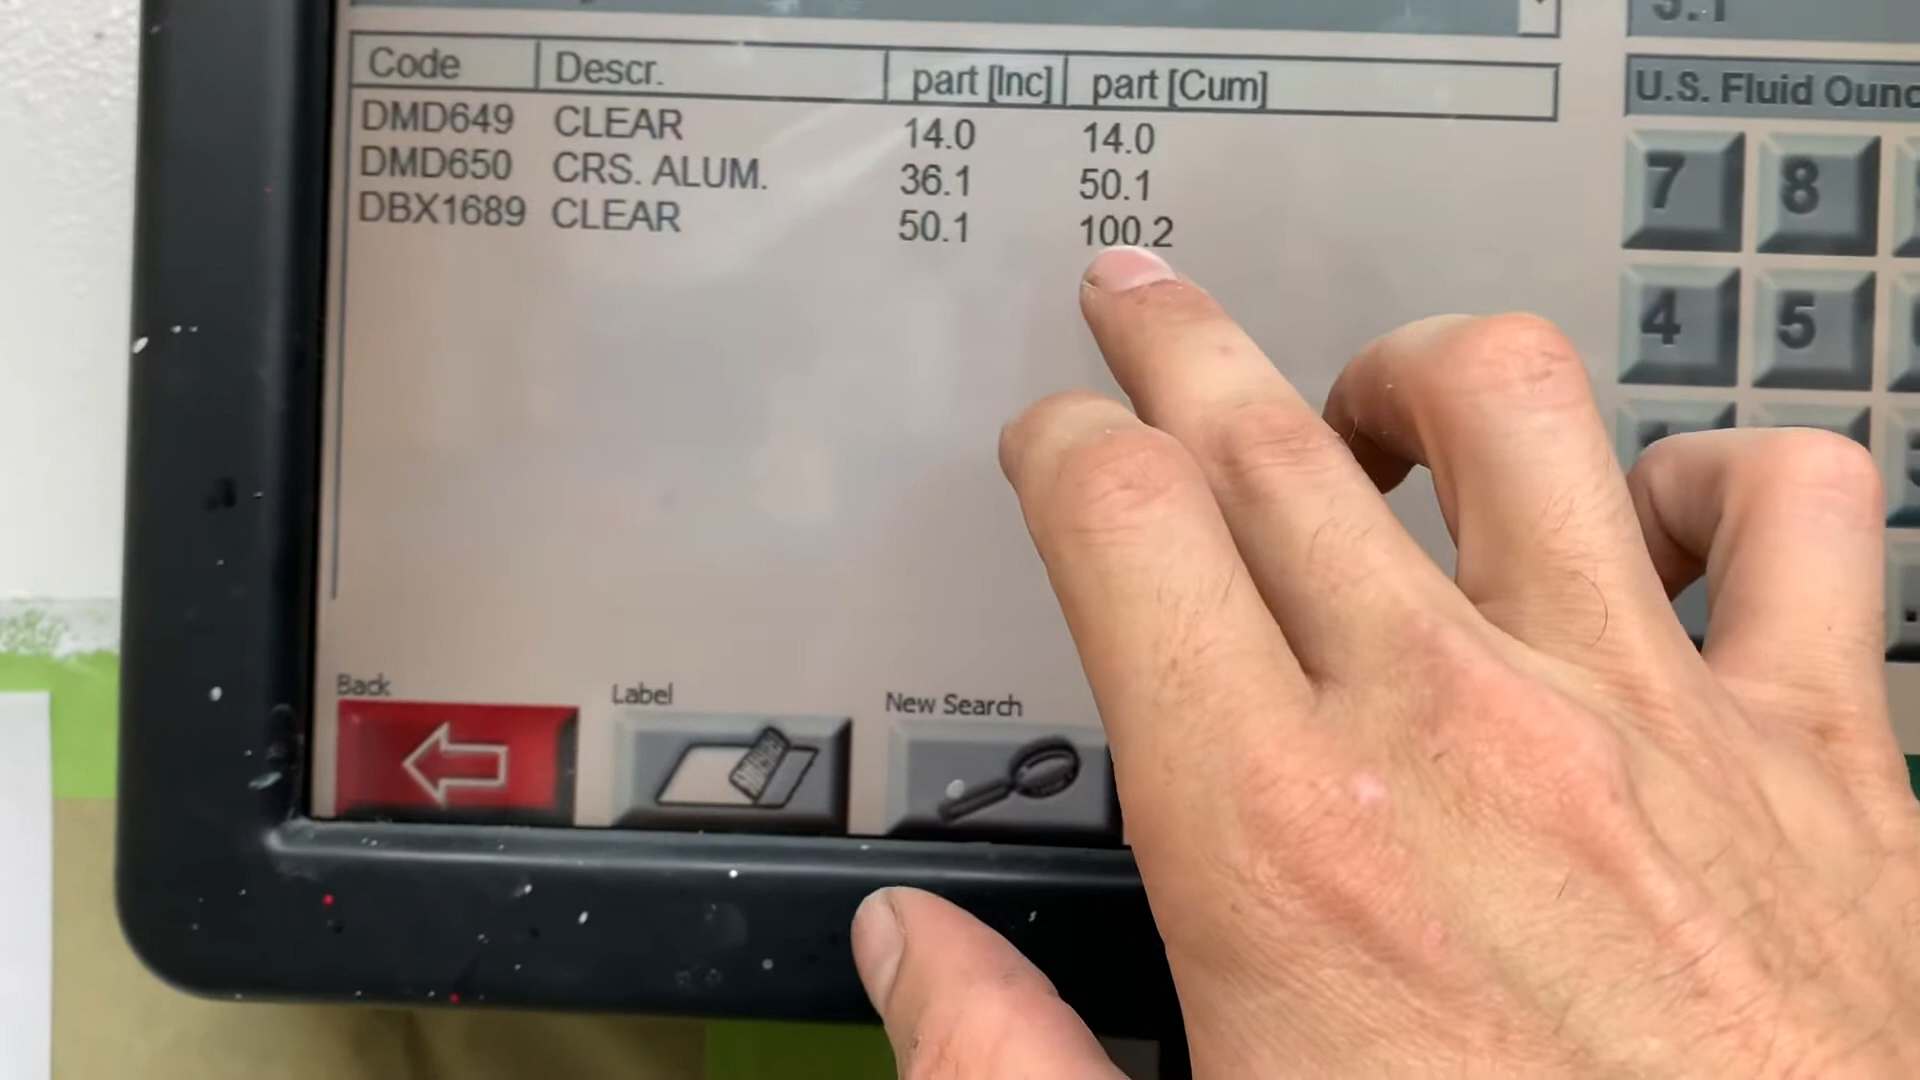 Code Descr. part [Inc] part [Cum]
DMD649 CLEAR 14.0 14.0
DMD650 CRS. ALUM. 36.1 50.1
DBX1689 CLEAR 50.1 100.2
U.S. Fluid
7 8
4 5
Back Label New Search